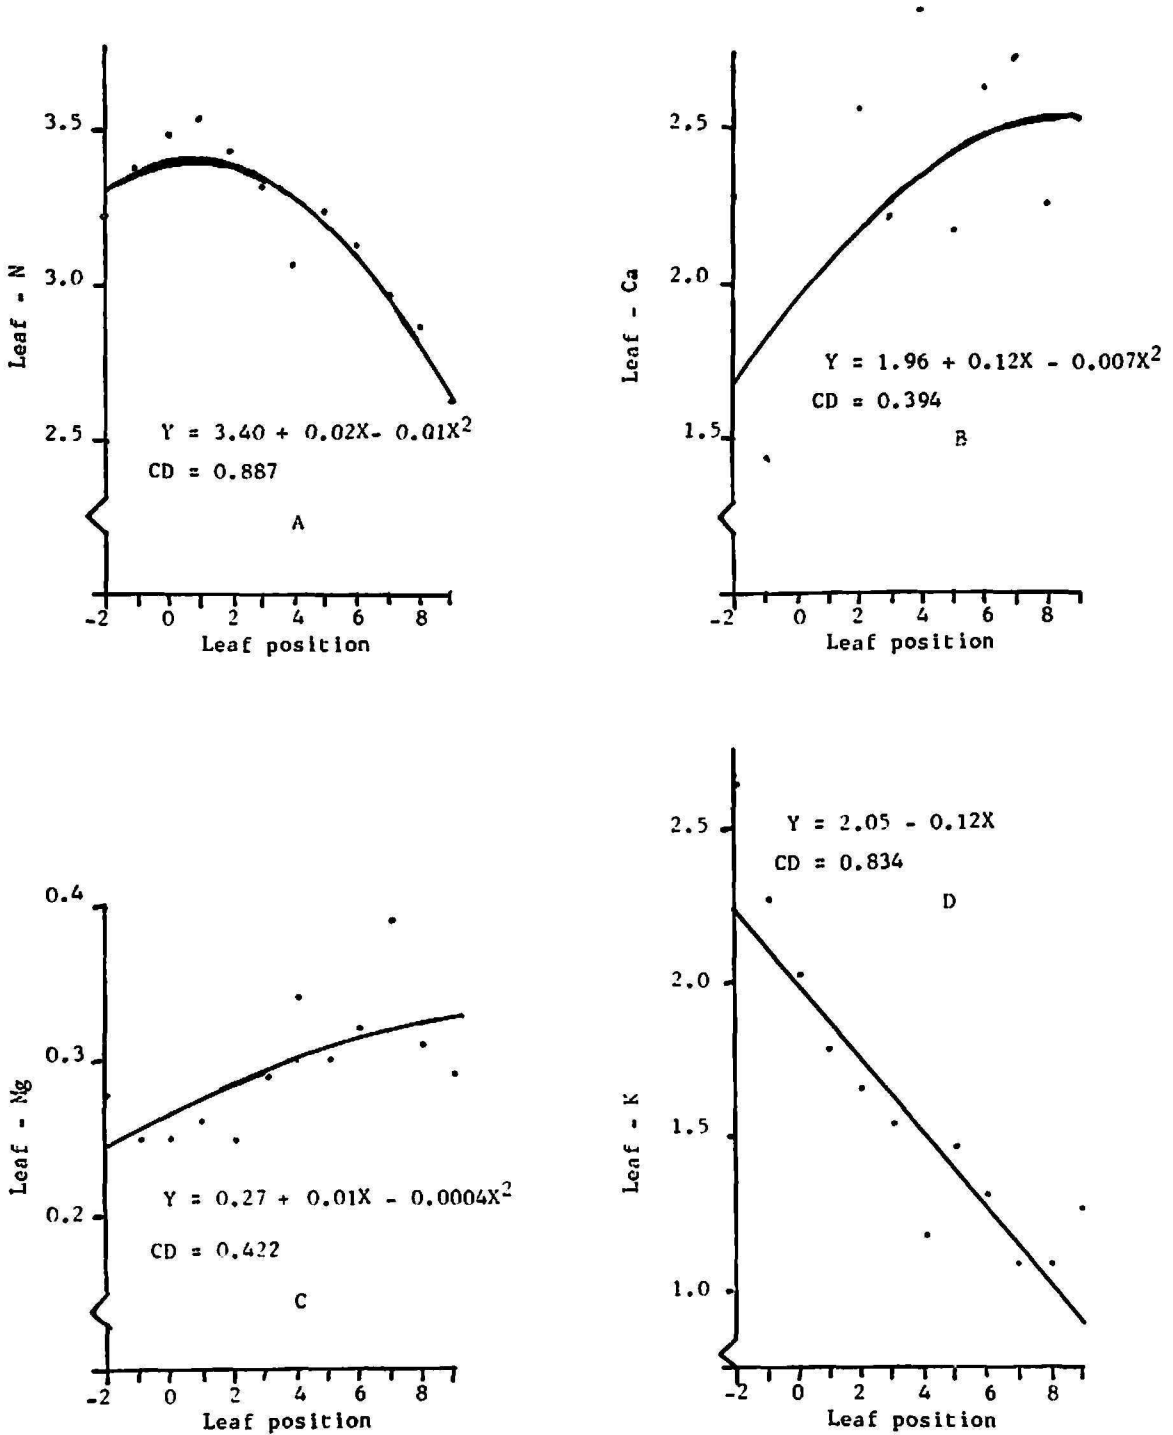 3.5
3.0
2.5
Leaf - N
Y = 3.40 + 0.02X- 0.01X²
CD = 0.887
A
-2 0 2 4 6 8
Leaf position
2.5
2.0
1.5
Leaf - Ca
Y = 1.96 + 0.12X - 0.007X²
CD = 0.394
B
-2 0 2 4 6 8
Leaf position
0.4
0.3
0.2
Leaf - Mg
Y = 0.27 + 0.01X - 0.0004X²
CD = 0.422
C
-2 0 2 4 6 8
Leaf position
2.5
2.0
1.5
1.0
Leaf - K
Y = 2.05 - 0.12X
CD = 0.834
D
-2 0 2 4 6 8
Leaf position